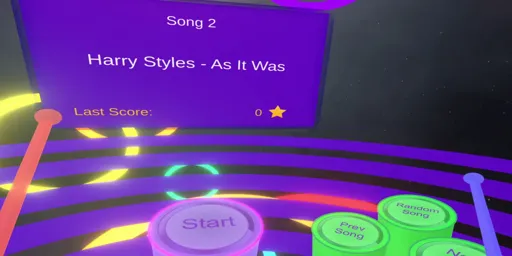 Song 2
Harry Styles - As It Was
Last Score: 0
Start
Prev
Song
Random
Song